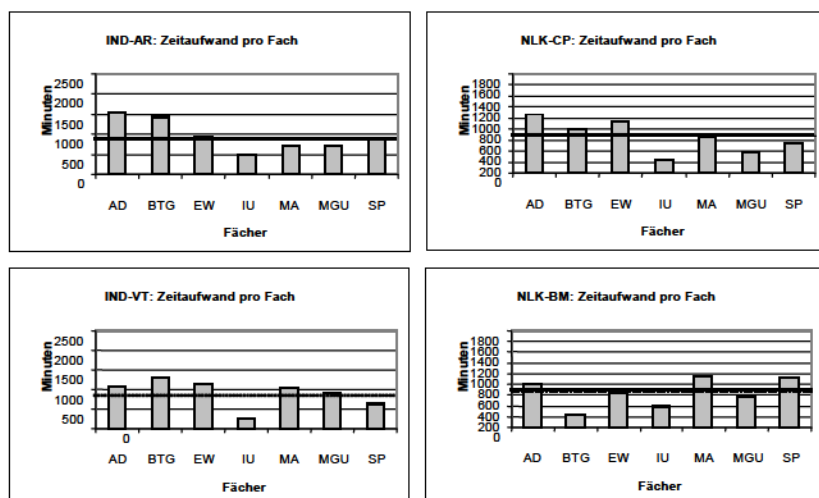 IND-AR: Zeitaufwand pro Fach
Minuten
2500
2000
1500
1000
500
0
AD BTG EW IU MA MGU SP
Fächer
NLK-CP: Zeitaufwand pro Fach
Minuten
1800
1600
1400
1200
1000
800
600
400
200
0
AD BTG EW IU MA MGU SP
Fächer
IND-VT: Zeitaufwand pro Fach
Minuten
2500
2000
1500
1000
500
0
AD BTG EW IU MA MGU SP
Fächer
NLK-BM: Zeitaufwand pro Fach
Minuten
1800
1600
1400
1200
1000
800
600
400
200
0
AD BTG EW IU MA MGU SP
Fächer